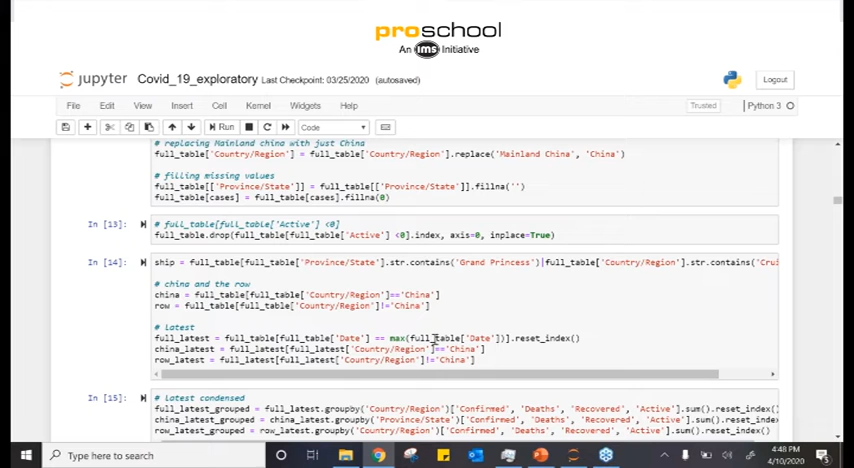 proschool
An ims Initiative
jupyter Covid_19_exploratory Last Checkpoint: 03/25/2020 (autosaved)
Logout
File Edit View Insert Cell Kernel Widgets Help
Trusted
Python 3
Run
Code
# replacing Mainland china with just China
full_table['Country/Region'] = full_table['Country/Region'].replace('Mainland China', 'China')
# filling missing values
full_table[['Province/State']] = full_table[['Province/State']].fillna('')
full_table[cases] = full_table[cases].fillna(0)
In [13]:
# full_table[full_table['Active'] <0]
full_table.drop(full_table[full_table['Active'] <0].index, axis=0, inplace=True)
In [14]:
ship = full_table[full_table['Province/State'].str.contains('Grand Princess')|full_table['Country/Region'].str.contains('Crui
# china and the row
china = full_table[full_table['Country/Region']=='China']
row = full_table[full_table['Country/Region']!='China']
# latest
full_latest = full_table[full_table['Date'] == max(full_table['Date'])].reset_index()
china_latest = full_latest[full_latest['Country/Region']=='China']
row_latest = full_latest[full_latest['Country/Region']!='China']
In [15]:
# latest condensed
full_latest_grouped = full_latest.groupby('Country/Region')['Confirmed', 'Deaths', 'Recovered', 'Active'].sum().reset_index()
china_latest_grouped = china_latest.groupby('Province/State')['Confirmed', 'Deaths', 'Recovered', 'Active'].sum().reset_index()
row_latest_grouped = row_latest.groupby('Country/Region')['Confirmed', 'Deaths', 'Recovered', 'Active'].sum().reset_index()
Type here to search
4:48 PM
4/10/2020
5